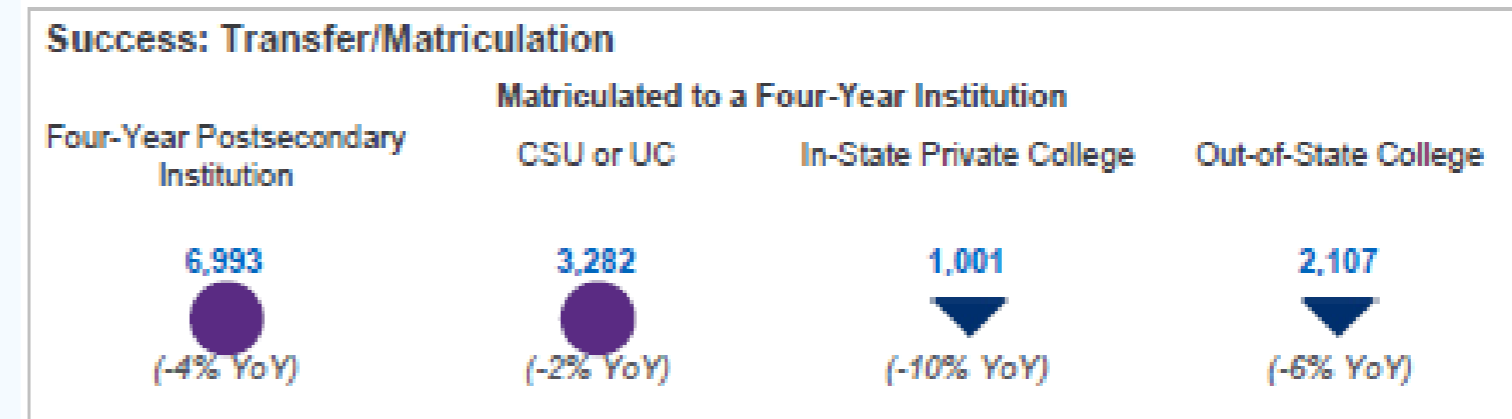 Success: Transfer/Matriculation
Matriculated to a Four-Year Institution
Four-Year Postsecondary
Institution
CSU or UC
In-State Private College
Out-of-State College
6,993
3,282
1,001
2,107
(-4% YoY)
(-2% YoY)
(-10% YoY)
(-6% YoY)